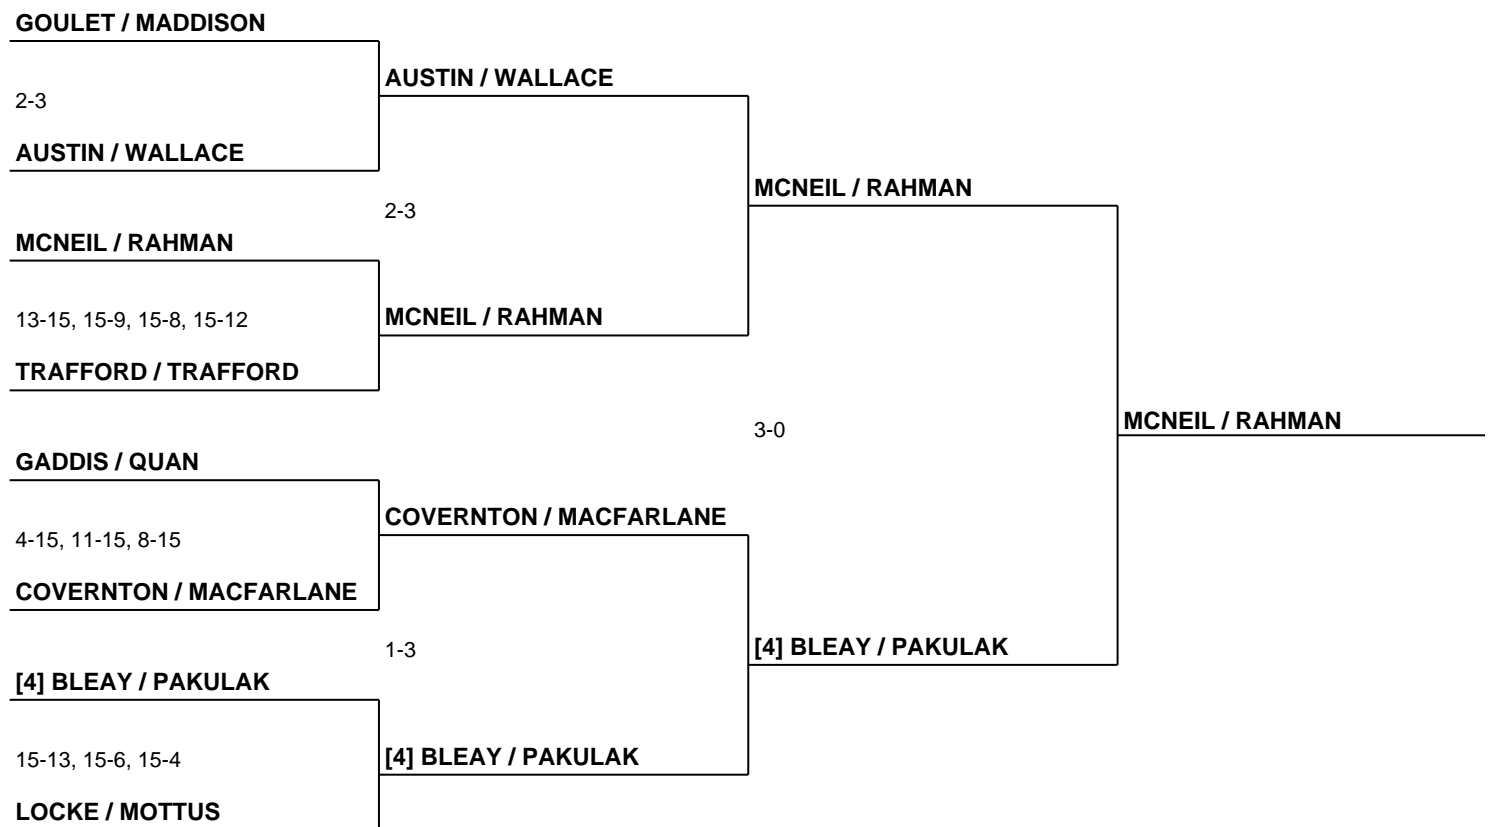 GOULET / MADDISON
2-3
AUSTIN / WALLACE
MCNEIL / RAHMAN
13-15, 15-9, 15-8, 15-12
TRAFFORD / TRAFFORD
GADDIS / QUAN
4-15, 11-15, 8-15
COVERNTON / MACFARLANE
[4] BLEAY / PAKULAK
15-13, 15-6, 15-4
LOCKE / MOTTUS
AUSTIN / WALLACE
2-3
MCNEIL / RAHMAN
COVERNTON / MACFARLANE
1-3
[4] BLEAY / PAKULAK
MCNEIL / RAHMAN
3-0
[4] BLEAY / PAKULAK
MCNEIL / RAHMAN